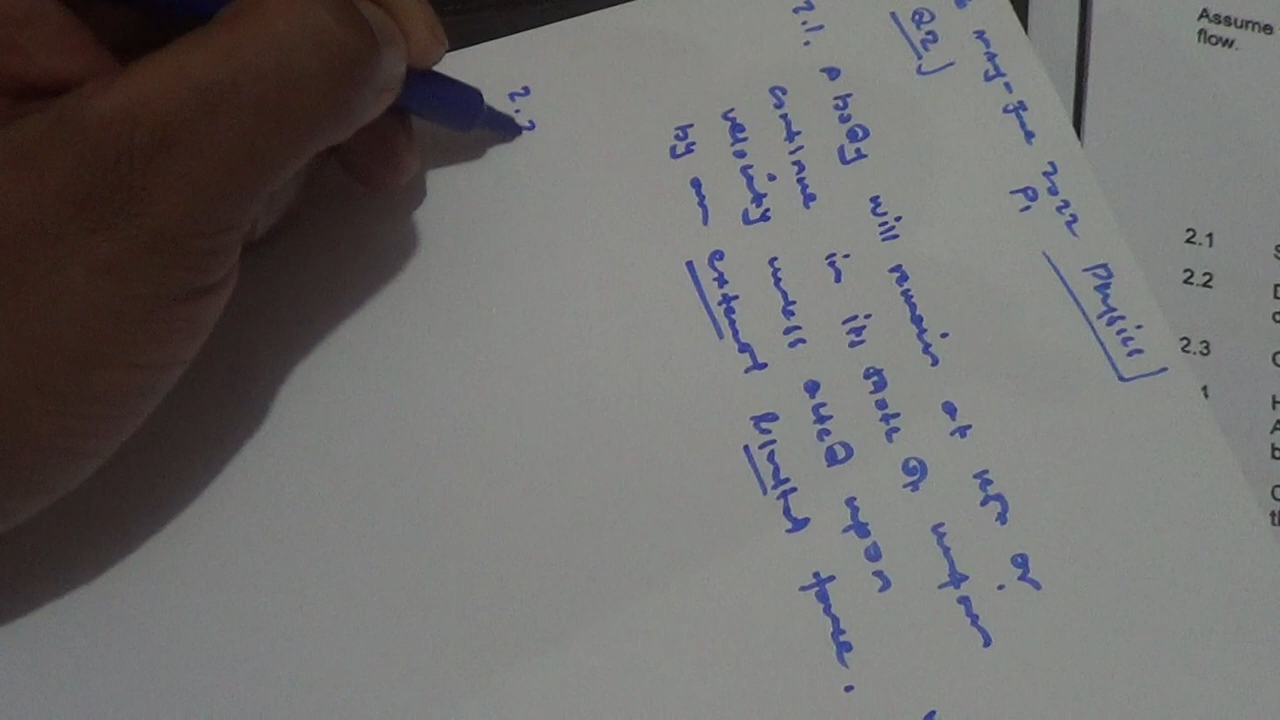 may-June 2022 Physics
P1
Q2
2.1. A body will remain at rest or
continue in its state of uniform
velocity unless acted upon
by an external resultant force.
2.2
Assume
flow.
2.1
2.2
2.3
1